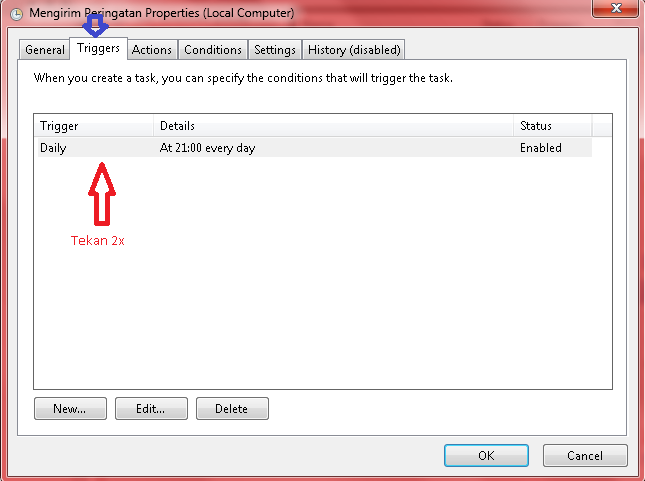 Mengirim Peringatan Properties (Local Computer)
General Triggers Actions Conditions Settings History (disabled)
When you create a task, you can specify the conditions that will trigger the task.
Trigger Details Status
Daily At 21:00 every day Enabled
Tekan 2x
New... Edit... Delete
OK Cancel